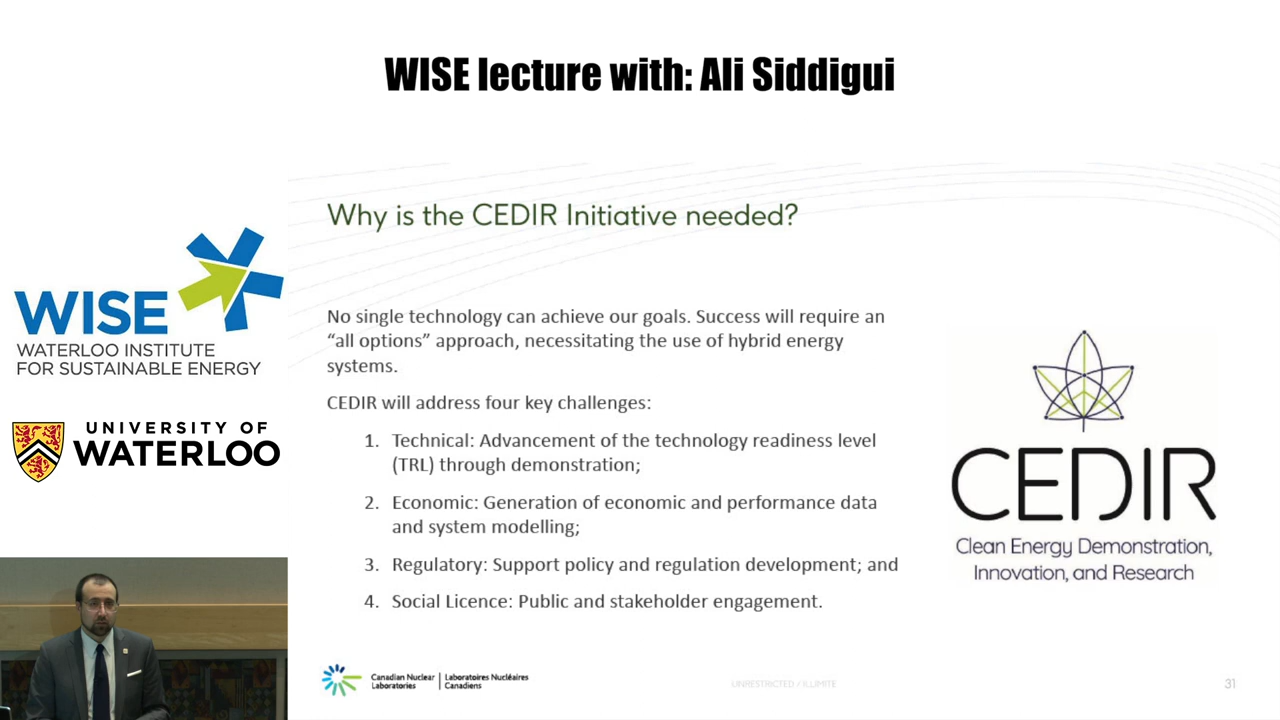 WISE lecture with: Ali Siddigui
Why is the CEDIR Initiative needed?
WISE
WATERLOO INSTITUTE
FOR SUSTAINABLE ENERGY
UNIVERSITY OF
WATERLOO
No single technology can achieve our goals. Success will require an
“all options” approach, necessitating the use of hybrid energy
systems.
CEDIR will address four key challenges:
1. Technical: Advancement of the technology readiness level
(TRL) through demonstration;
2. Economic: Generation of economic and performance data
and system modelling;
3. Regulatory: Support policy and regulation development; and
4. Social Licence: Public and stakeholder engagement.
CEDIR
Clean Energy Demonstration,
Innovation, and Research
Canadian Nuclear
Laboratories
Laboratoires Nucléaires
Canadiens
UNRESTRICTED / ILLIMITÉ
31